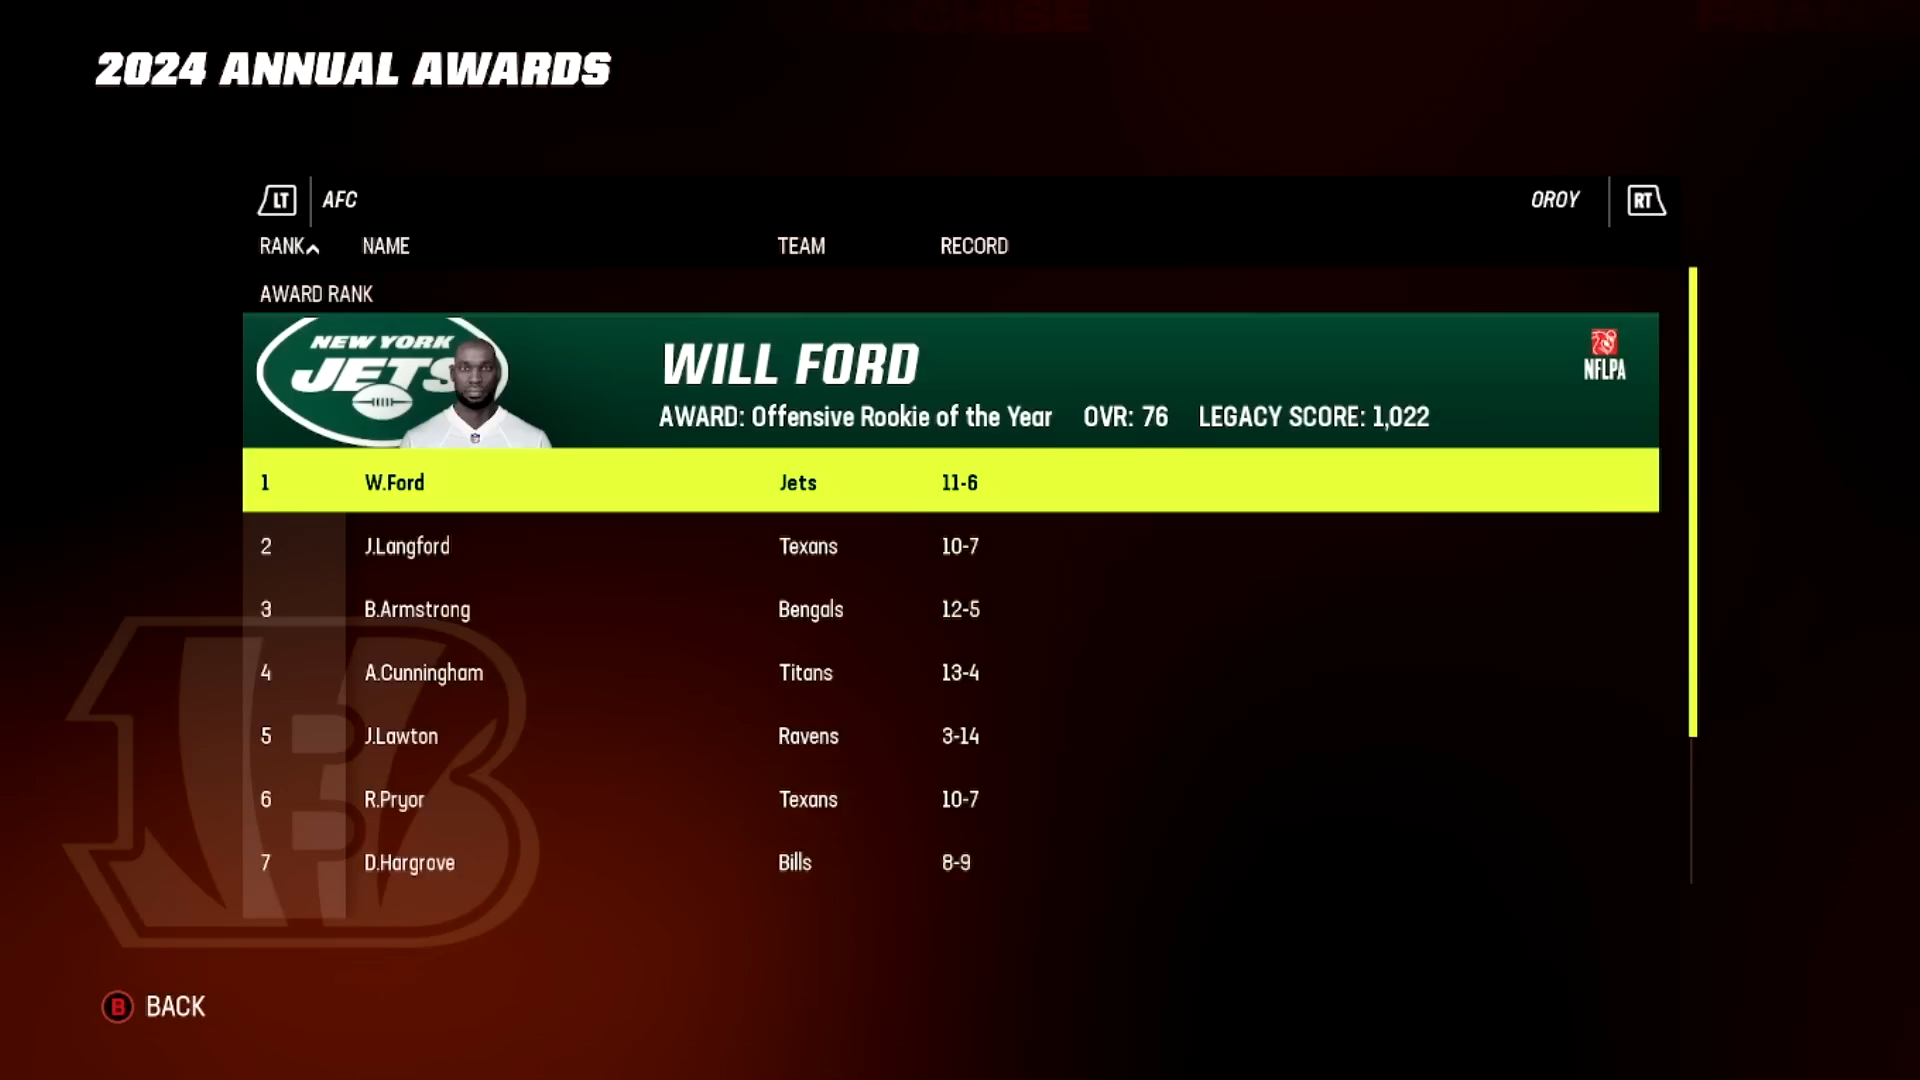 2024 ANNUAL AWARDS
LT AFC OROY RT
RANK NAME TEAM RECORD
AWARD RANK
NEW YORK
JETS
WILL FORD
NFLPA
AWARD: Offensive Rookie of the Year OVR: 76 LEGACY SCORE: 1,022
1 W.Ford Jets 11-6
2 J.Langford Texans 10-7
3 B.Armstrong Bengals 12-5
4 A.Cunningham Titans 13-4
5 J.Lawton Ravens 3-14
6 R.Pryor Texans 10-7
7 D.Hargrove Bills 8-9
B BACK